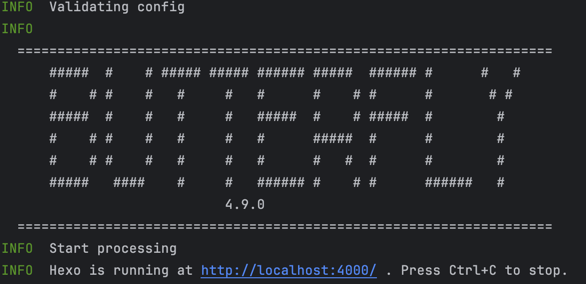 INFO  Validating config
INFO
===================================================================
#####  #    # ##### ##### ###### #####  ###### #      #   #
#    # #    #   #     #   #      #    # #      #       # #
#####  #    #   #     #   #####  #    # #####  #        #
#    # #    #   #     #   #      #####  #      #        #
#    # #    #   #     #   #      #   #  #      #        #
#####   ####    #     #   ###### #    # #      ######   #
4.9.0
===================================================================
INFO  Start processing
INFO  Hexo is running at http://localhost:4000/ . Press Ctrl+C to stop.